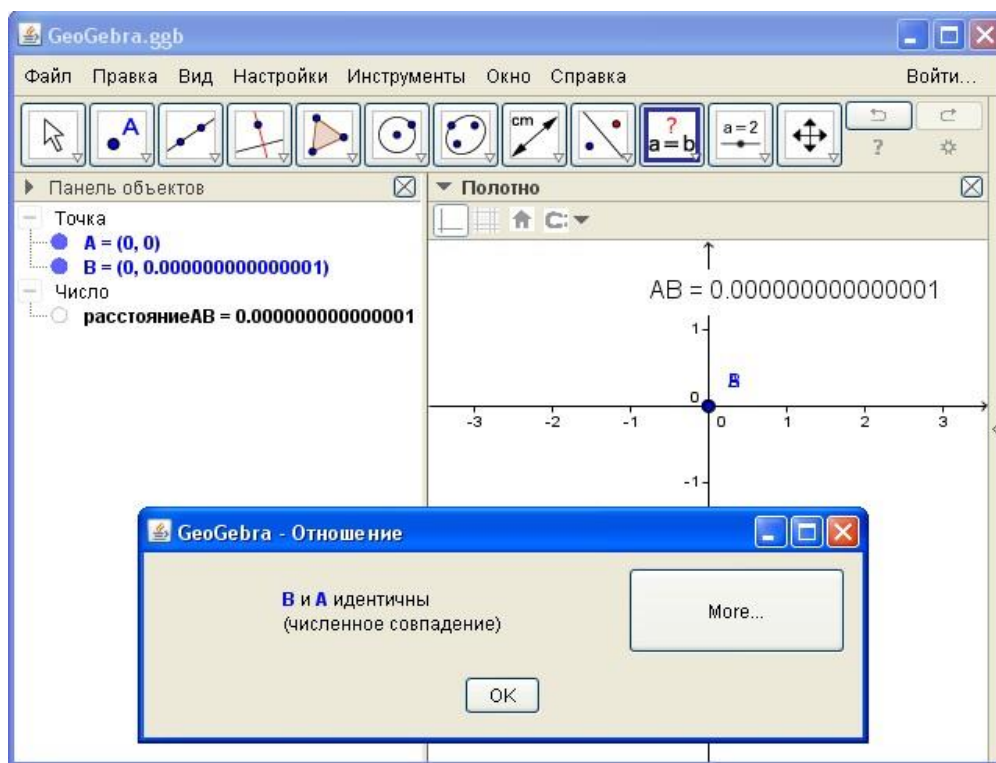 GeoGebra.ggb
Файл Правка Вид Настройки Инструменты Окно Справка Войти...
A cm ? a = b a = 2 ?
Панель объектов
Точка
A = (0, 0)
B = (0, 0.000000000000001)
Число
расстояниеAB = 0.000000000000001
Полотно
AB = 0.000000000000001
1
B
0
-3 -2 -1 0 1 2 3
-1
GeoGebra - Отношение
B и A идентичны
(численное совпадение)
More...
OK